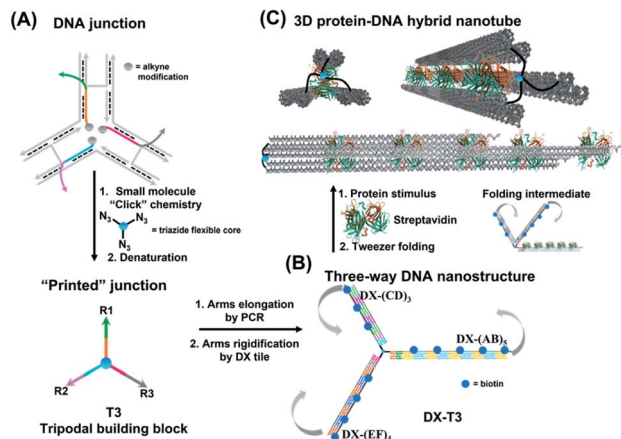 (A)
DNA junction
= alkyne
modification
1. Small molecule
"Click" chemistry
N3
N3
N3
= triazide flexible core
2. Denaturation
"Printed" junction
R1
R2
R3
T3
Tripodal building block
1. Arms elongation
by PCR
2. Arms rigidification
by DX tile
(C) 3D protein-DNA hybrid nanotube
1. Protein stimulus
Streptavidin
2. Tweezer folding
Folding intermediate
(B)
Three-way DNA nanostructure
DX-(CD)3
DX-(AB)5
= biotin
DX-(EF)4
DX-T3